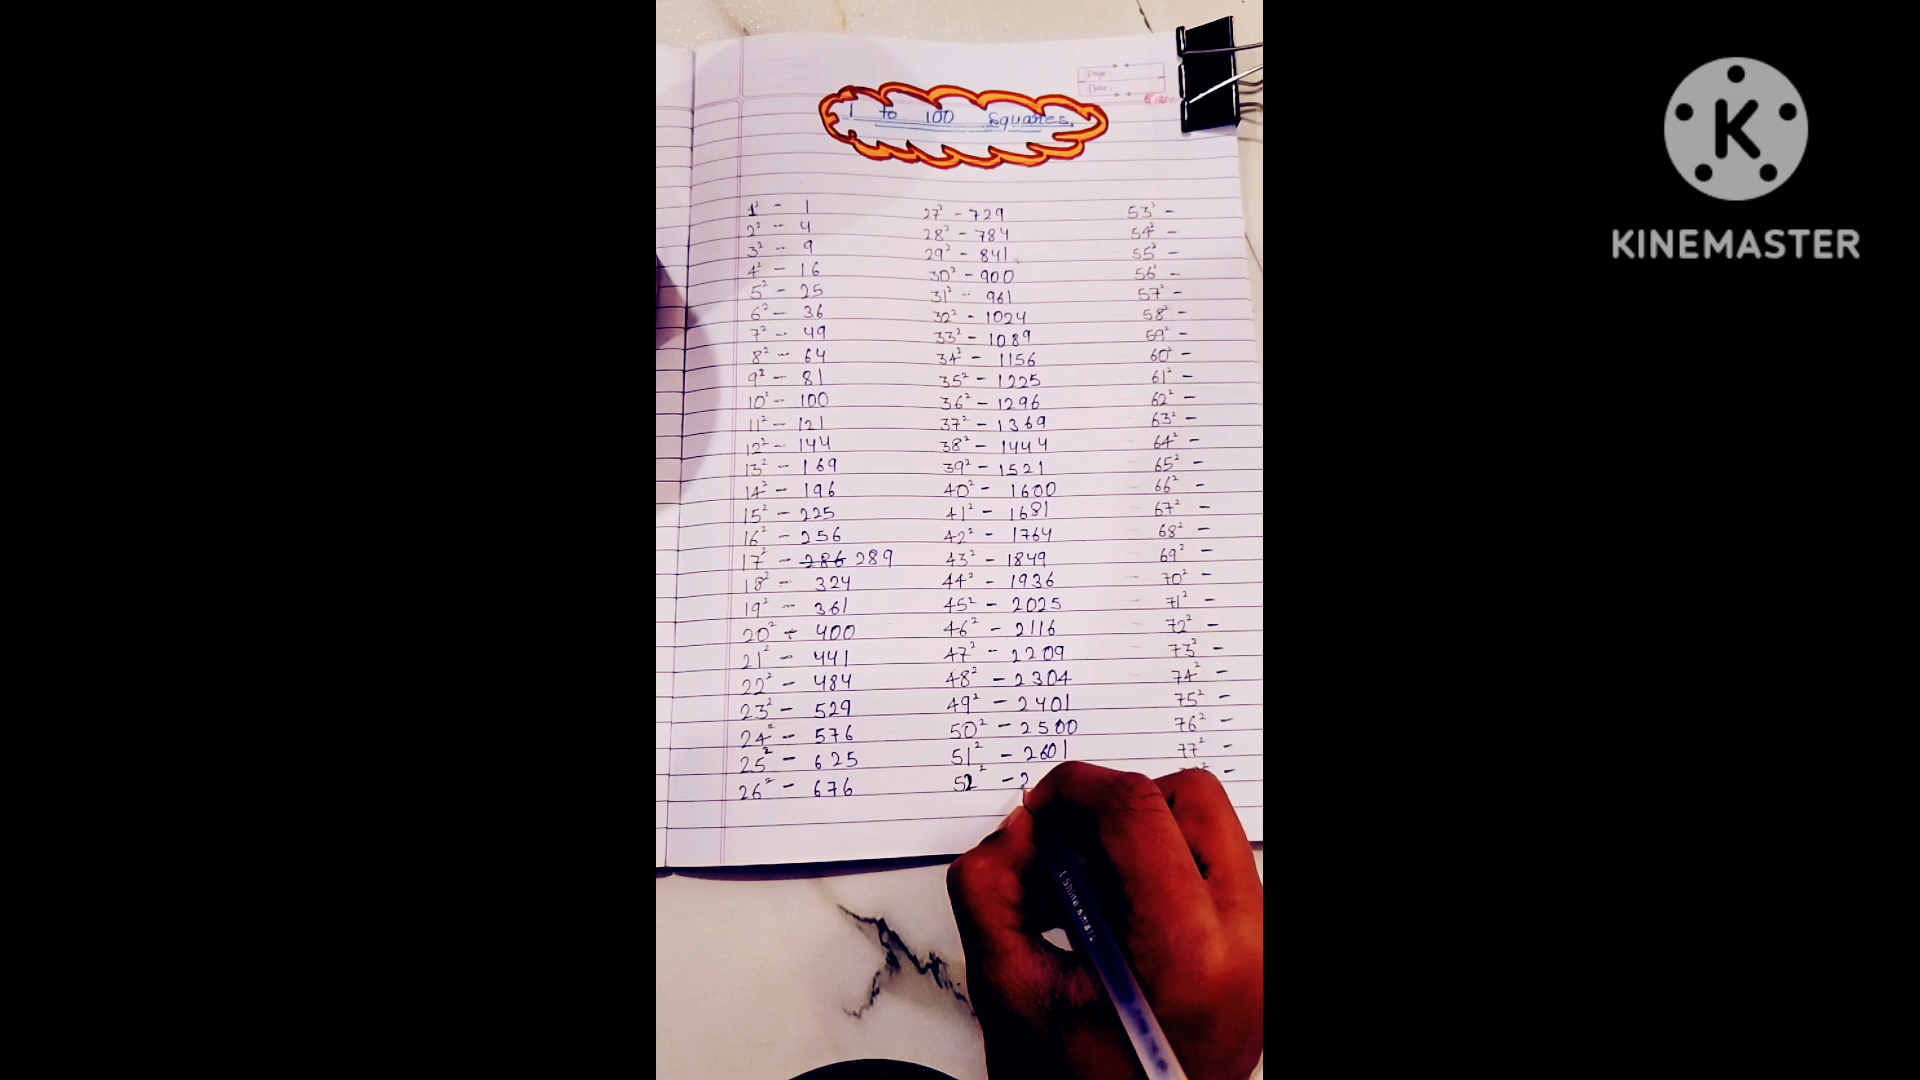 Page:
Date:
1 to 100 Squares.
1² - 1
2² - 4
3² - 9
4² - 16
5² - 25
6² - 36
7² - 49
8² - 64
9² - 81
10² - 100
11² - 121
12² - 144
13² - 169
14² - 196
15² - 225
16² - 256
17² - 286 289
18² - 324
19² - 361
20² - 400
21² - 441
22² - 484
23² - 529
24² - 576
25² - 625
26² - 676
27² - 729
28² - 784
29² - 841
30² - 900
31² - 961
32² - 1024
33² - 1089
34² - 1156
35² - 1225
36² - 1296
37² - 1369
38² - 1444
39² - 1521
40² - 1600
41² - 1681
42² - 1764
43² - 1849
44² - 1936
45² - 2025
46² - 2116
47² - 2209
48² - 2304
49² - 2401
50² - 2500
51² - 2601
52² - 2
53² -
54² -
55² -
56² -
57² -
58² -
59² -
60² -
61² -
62² -
63² -
64² -
65² -
66² -
67² -
68² -
69² -
70² -
71² -
72² -
73² -
74² -
75² -
76² -
77² -
K
KINEMASTER